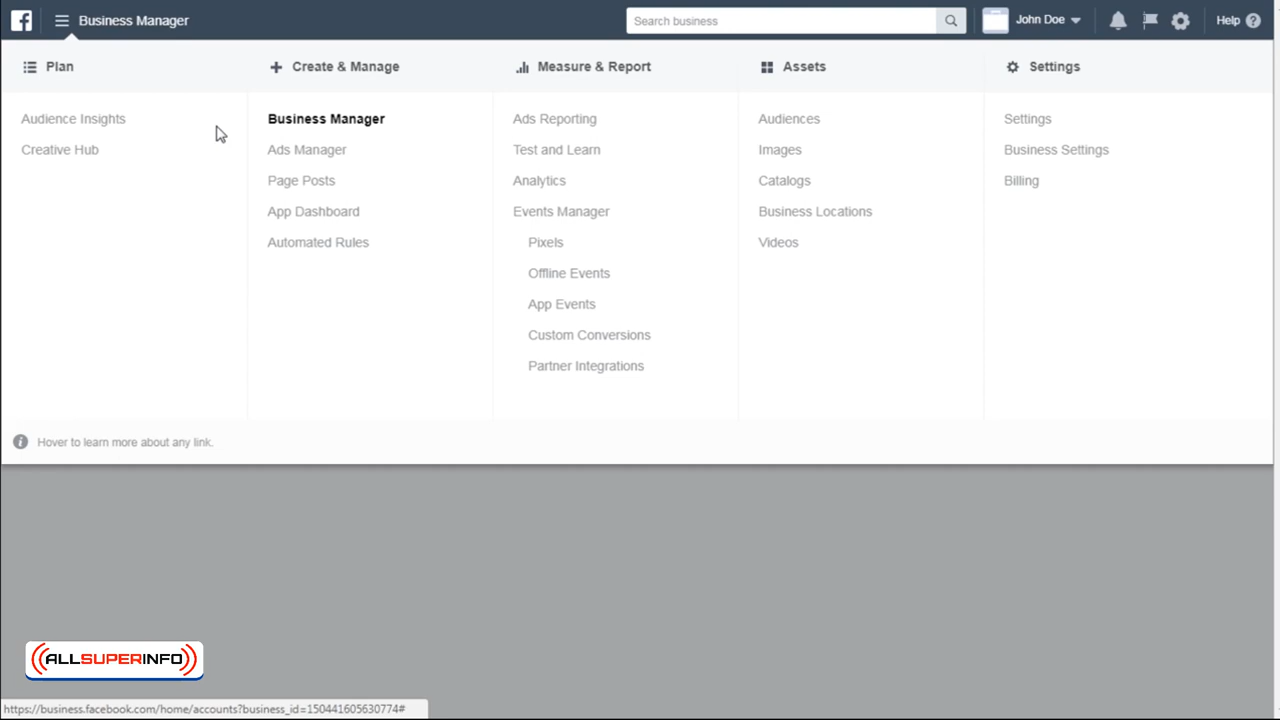 Business Manager
Search business
John Doe
Help
Plan
Create & Manage
Measure & Report
Assets
Settings
Audience Insights
Creative Hub
Business Manager
Ads Manager
Page Posts
App Dashboard
Automated Rules
Ads Reporting
Test and Learn
Analytics
Events Manager
Pixels
Offline Events
App Events
Custom Conversions
Partner Integrations
Audiences
Images
Catalogs
Business Locations
Videos
Settings
Business Settings
Billing
Hover to learn more about any link.
ALLSUPERINFO
https://business.facebook.com/home/accounts?business_id=150441605630774#